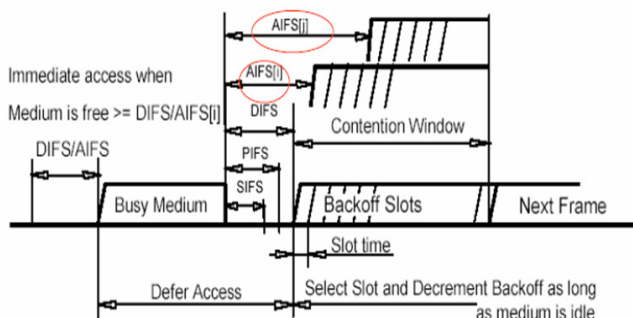 AIFS[j]
AIFS[i]
Immediate access when
Medium is free >= DIFS/AIFS[i]
DIFS
Contention Window
DIFS/AIFS
PIFS
SIFS
Busy Medium
Backoff Slots
Next Frame
Slot time
Defer Access
Select Slot and Decrement Backoff as long
as medium is idle